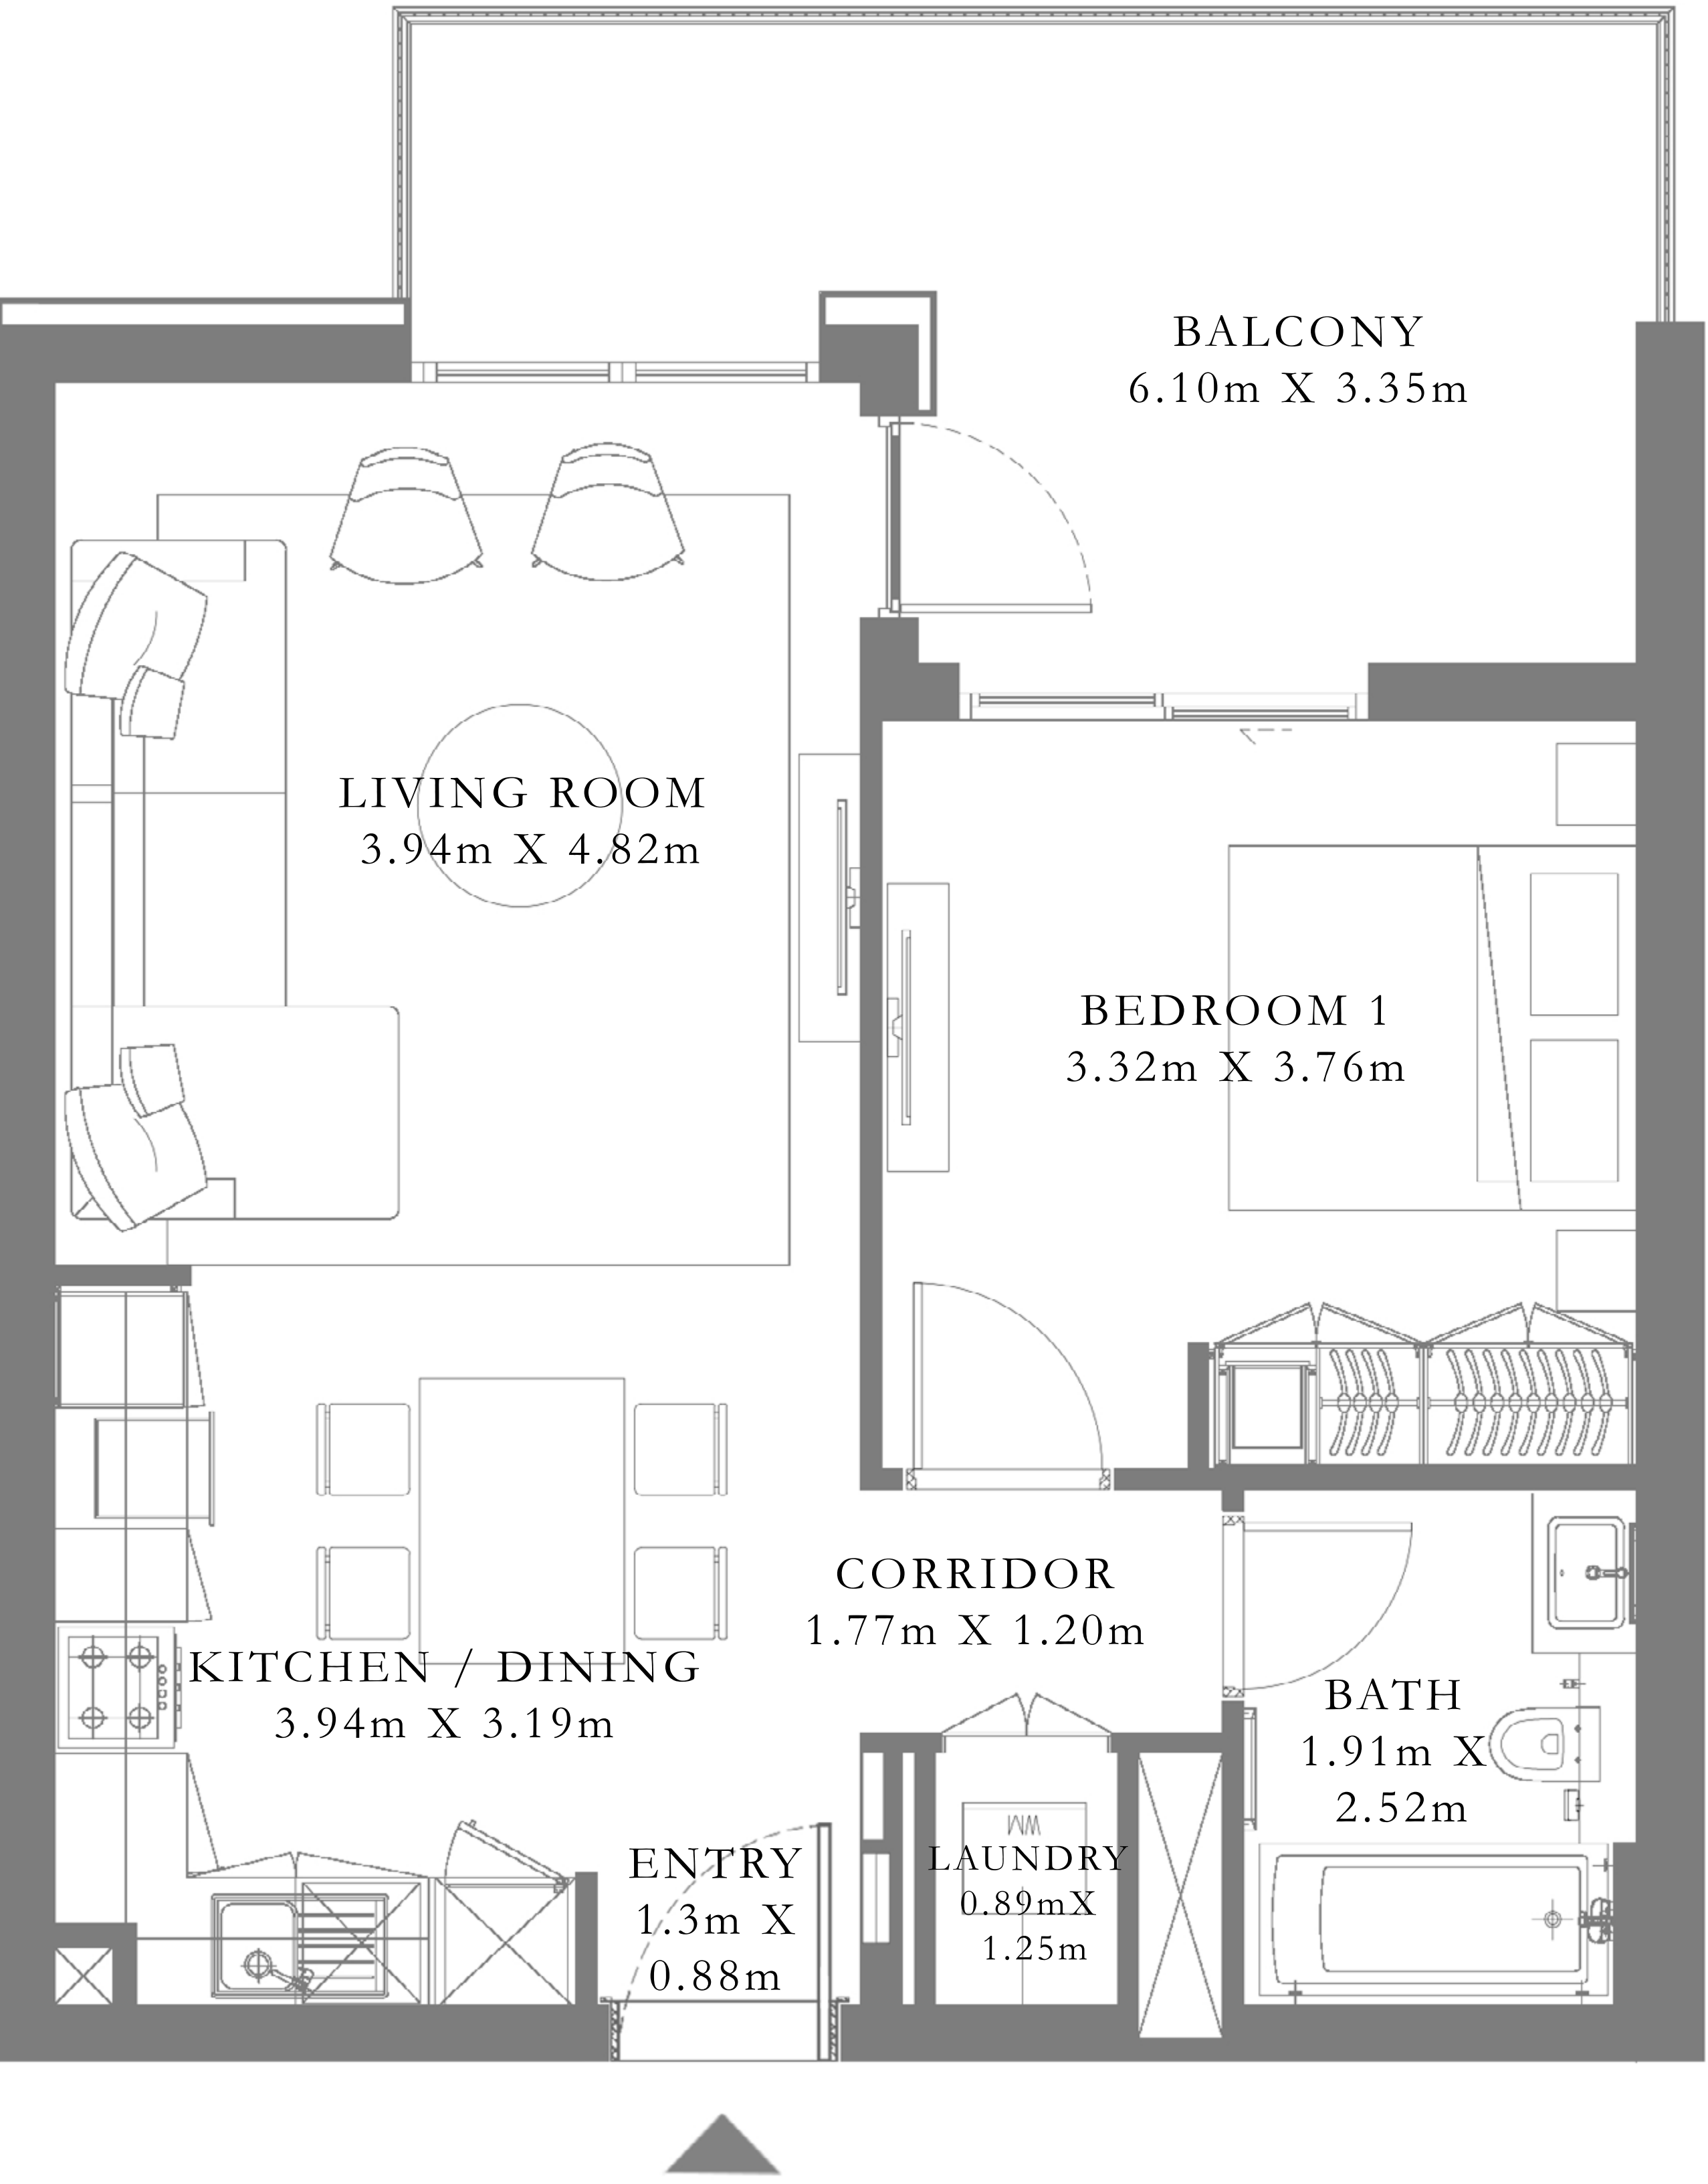 BALCONY
6.10m X 3.35m
LIVING ROOM
3.94m X 4.82m
BEDROOM 1
3.32m X 3.76m
CORRIDOR
1.77m X 1.20m
KITCHEN / DINING
3.94m X 3.19m
BATH
1.91m X
2.52m
ENTRY
1.3m X
0.88m
WM
LAUNDRY
0.89mX
1.25m